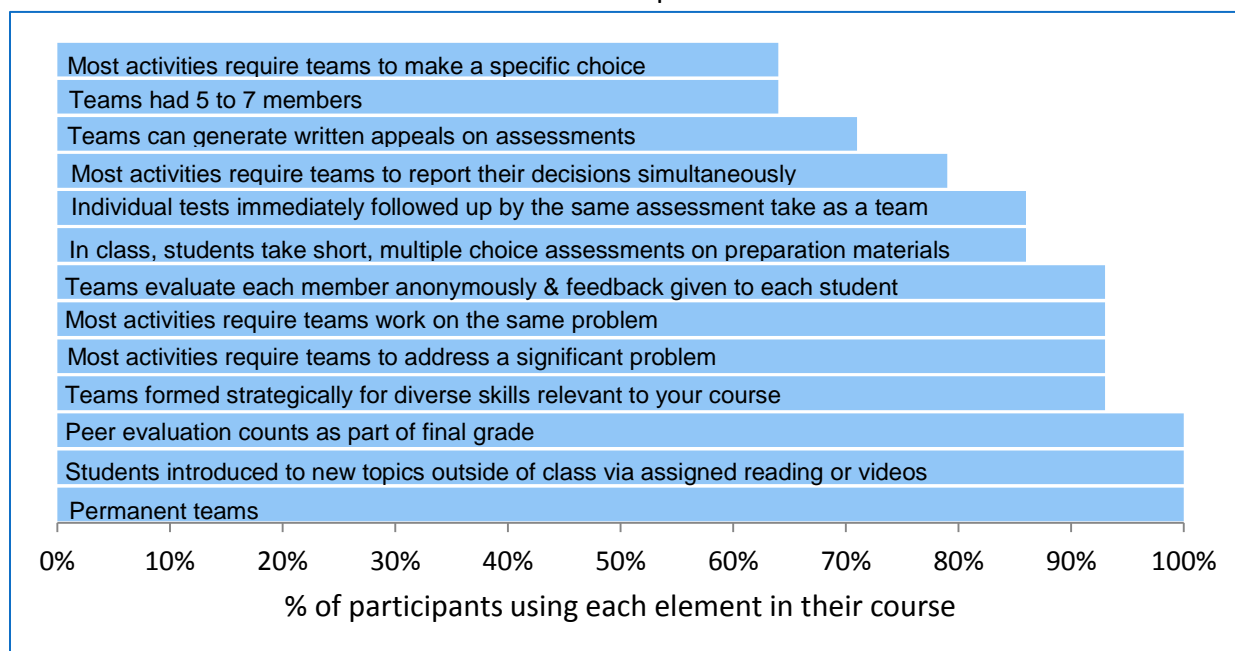 Most activities require teams to make a specific choice
Teams had 5 to 7 members
Teams can generate written appeals on assessments
Most activities require teams to report their decisions simultaneously
Individual tests immediately followed up by the same assessment take as a team
In class, students take short, multiple choice assessments on preparation materials
Teams evaluate each member anonymously & feedback given to each student
Most activities require teams work on the same problem
Most activities require teams to address a significant problem
Teams formed strategically for diverse skills relevant to your course
Peer evaluation counts as part of final grade
Students introduced to new topics outside of class via assigned reading or videos
Permanent teams
0% 10% 20% 30% 40% 50% 60% 70% 80% 90% 100%
% of participants using each element in their course